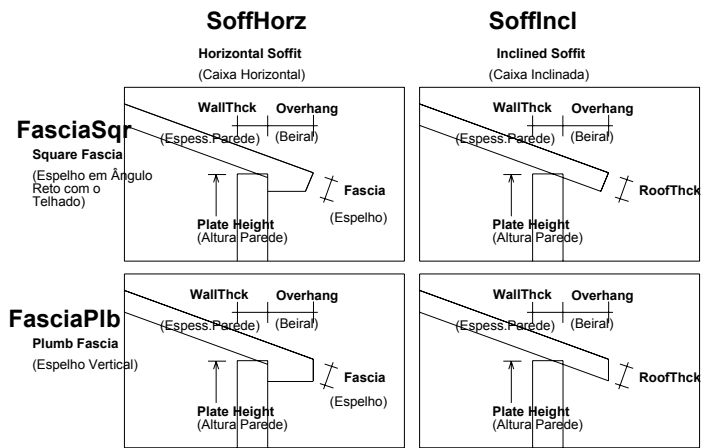 SoffHorz SoffIncl
Horizontal Soffit Inclined Soffit
(Caixa Horizontal) (Caixa Inclinada)
FasciaSqr
Square Fascia
(Espelho em Ângulo
Reto com o
Telhado)
WallThck Overhang
(Espess.Parede) (Beiral)
Fascia
(Espelho)
Plate Height
(Altura Parede)
WallThck Overhang
(Espess.Parede) (Beiral)
RoofThck
Plate Height
(Altura Parede)
FasciaPlb
Plumb Fascia
(Espelho Vertical)
WallThck Overhang
(Espess.Parede) (Beiral)
Fascia
(Espelho)
Plate Height
(Altura Parede)
WallThck Overhang
(Espess.Parede) (Beiral)
RoofThck
Plate Height
(Altura Parede)